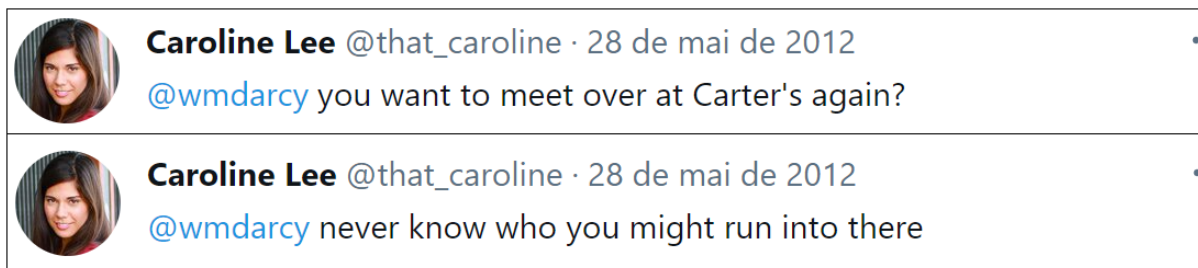 Caroline Lee @that_caroline · 28 de mai de 2012
@wmdarcy you want to meet over at Carter's again?
Caroline Lee @that_caroline · 28 de mai de 2012
@wmdarcy never know who you might run into there